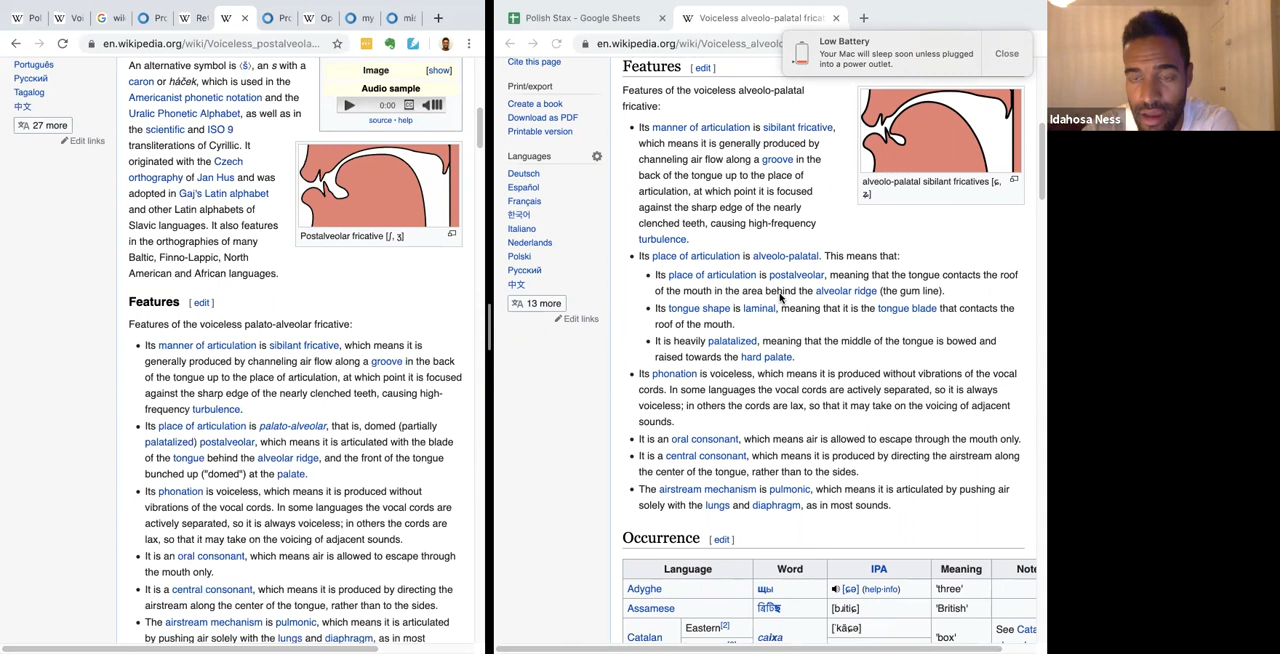 Pol
Vo
wil
Pro
Ret
Pro
Op
my
mis
en.wikipedia.org/wiki/Voiceless_postalveola...
Português
Русский
Tagalog
中文
27 more
Edit links
An alternative symbol is ⟨š⟩, an s with a
caron or háček, which is used in the
Americanist phonetic notation and the
Uralic Phonetic Alphabet, as well as in
the scientific and ISO 9
transliterations of Cyrillic. It
originated with the Czech
orthography of Jan Hus and was
adopted in Gaj's Latin alphabet
and other Latin alphabets of
Slavic languages. It also features
in the orthographies of many
Baltic, Finno-Lappic, North
American and African languages.
Image [show]
Audio sample
0:00
source · help
Postalveolar fricative [ʃ, ʒ]
Features [ edit ]
Features of the voiceless palato-alveolar fricative:
• Its manner of articulation is sibilant fricative, which means it is
generally produced by channeling air flow along a groove in the back
of the tongue up to the place of articulation, at which point it is focused
against the sharp edge of the nearly clenched teeth, causing high-
frequency turbulence.
• Its place of articulation is palato-alveolar, that is, domed (partially
palatalized) postalveolar, which means it is articulated with the blade
of the tongue behind the alveolar ridge, and the front of the tongue
bunched up ("domed") at the palate.
• Its phonation is voiceless, which means it is produced without
vibrations of the vocal cords. In some languages the vocal cords are
actively separated, so it is always voiceless; in others the cords are
lax, so that it may take on the voicing of adjacent sounds.
• It is an oral consonant, which means air is allowed to escape through
the mouth only.
• It is a central consonant, which means it is produced by directing the
airstream along the center of the tongue, rather than to the sides.
• The airstream mechanism is pulmonic, which means it is articulated
by pushing air solely with the lungs and diaphragm, as in most
Polish Stax - Google Sheets
Voiceless alveolo-palatal fricat
en.wikipedia.org/wiki/Voiceless_alveolo
Low Battery
Your Mac will sleep soon unless plugged
into a power outlet.
Close
Cite this page
Print/export
Create a book
Download as PDF
Printable version
Languages
Deutsch
Español
Français
한국어
Italiano
Nederlands
Polski
Русский
中文
13 more
Edit links
Features [ edit ]
Features of the voiceless alveolo-palatal
fricative:
• Its manner of articulation is sibilant fricative,
which means it is generally produced by
channeling air flow along a groove in the
back of the tongue up to the place of
articulation, at which point it is focused
against the sharp edge of the nearly
clenched teeth, causing high-frequency
turbulence.
alveolo-palatal sibilant fricatives [ɕ,
ʑ]
• Its place of articulation is alveolo-palatal. This means that:
• Its place of articulation is postalveolar, meaning that the tongue contacts the roof
of the mouth in the area behind the alveolar ridge (the gum line).
• Its tongue shape is laminal, meaning that it is the tongue blade that contacts the
roof of the mouth.
• It is heavily palatalized, meaning that the middle of the tongue is bowed and
raised towards the hard palate.
• Its phonation is voiceless, which means it is produced without vibrations of the vocal
cords. In some languages the vocal cords are actively separated, so it is always
voiceless; in others the cords are lax, so that it may take on the voicing of adjacent
sounds.
• It is an oral consonant, which means air is allowed to escape through the mouth only.
• It is a central consonant, which means it is produced by directing the airstream along
the center of the tongue, rather than to the sides.
• The airstream mechanism is pulmonic, which means it is articulated by pushing air
solely with the lungs and diaphragm, as in most sounds.
Occurrence [ edit ]
Language Word IPA Meaning Note
Adyghe щы [ɕə] (help·info) 'three'
Assamese ব্ৰিটিছ [bɹitiɕ] 'British'
Catalan Eastern[2] caixa [ˈkaɕə] 'box' See Cata
Idahosa Ness